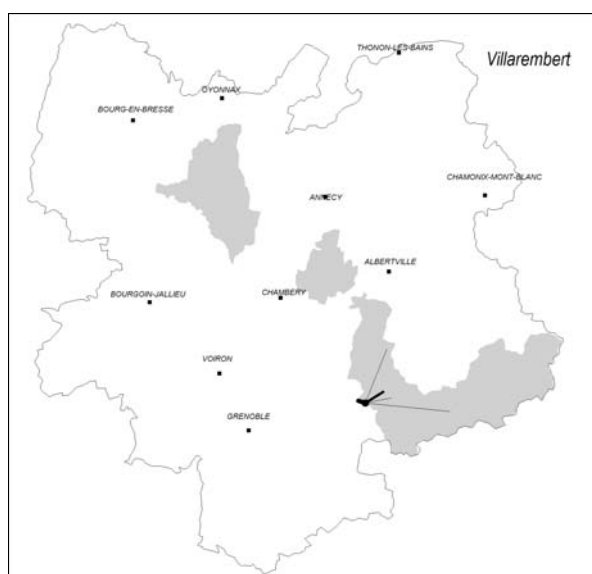 THONON-LES-BAINS
Villarembert
OYONNAX
BOURG-EN-BRESSE
CHAMONIX-MONT-BLANC
ANNECY
ALBERTVILLE
BOURGOIN-JALLIEU
CHAMBERY
VOIRON
GRENOBLE